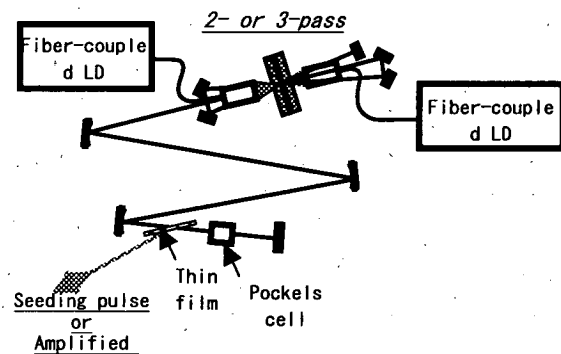 2- or 3-pass
Fiber-couple
d LD
Fiber-couple
d LD
Thin
film
Pockels
cell
Seeding pulse
or
Amplified